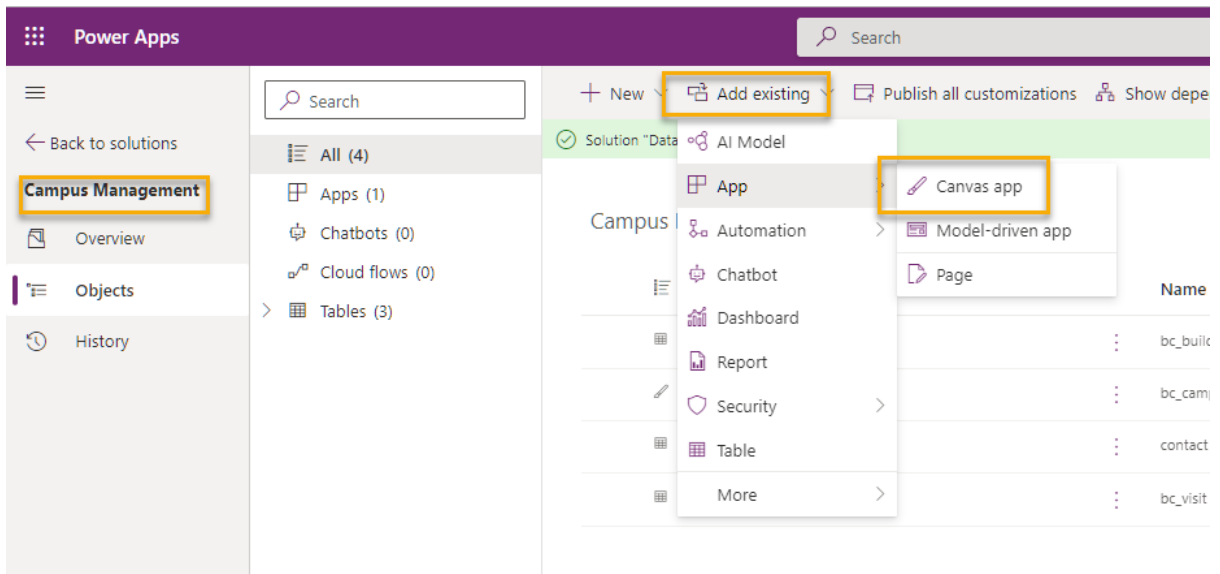 Power Apps
Search
Back to solutions
Campus Management
Overview
Objects
History
Search
All (4)
Apps (1)
Chatbots (0)
Cloud flows (0)
Tables (3)
New
Add existing
Publish all customizations
Show depe
Solution "Data
Campus
AI Model
App
Automation
Chatbot
Dashboard
Report
Security
Table
More
Canvas app
Model-driven app
Page
Name
bc_build
bc_camp
contact
bc_visit